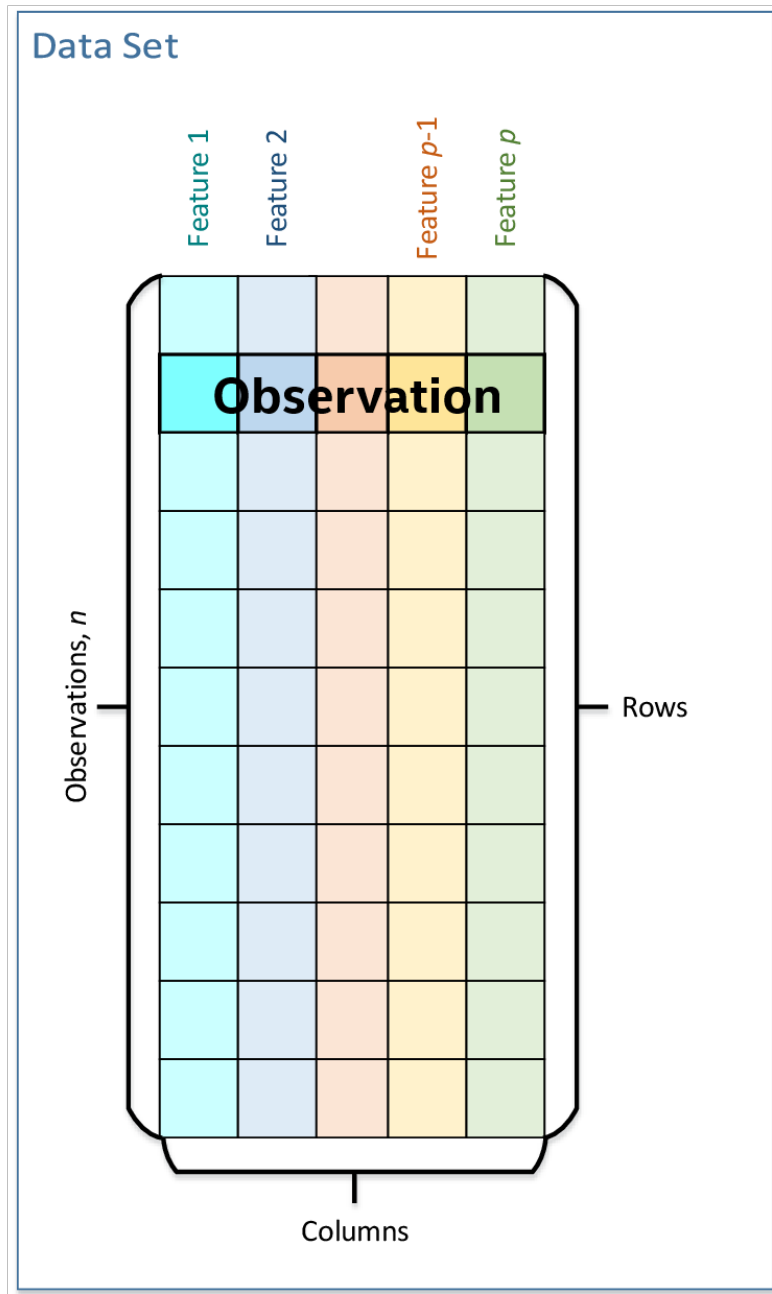 Data Set
Feature 1
Feature 2
Feature p-1
Feature p
Observation
Observations, n
Rows
Columns